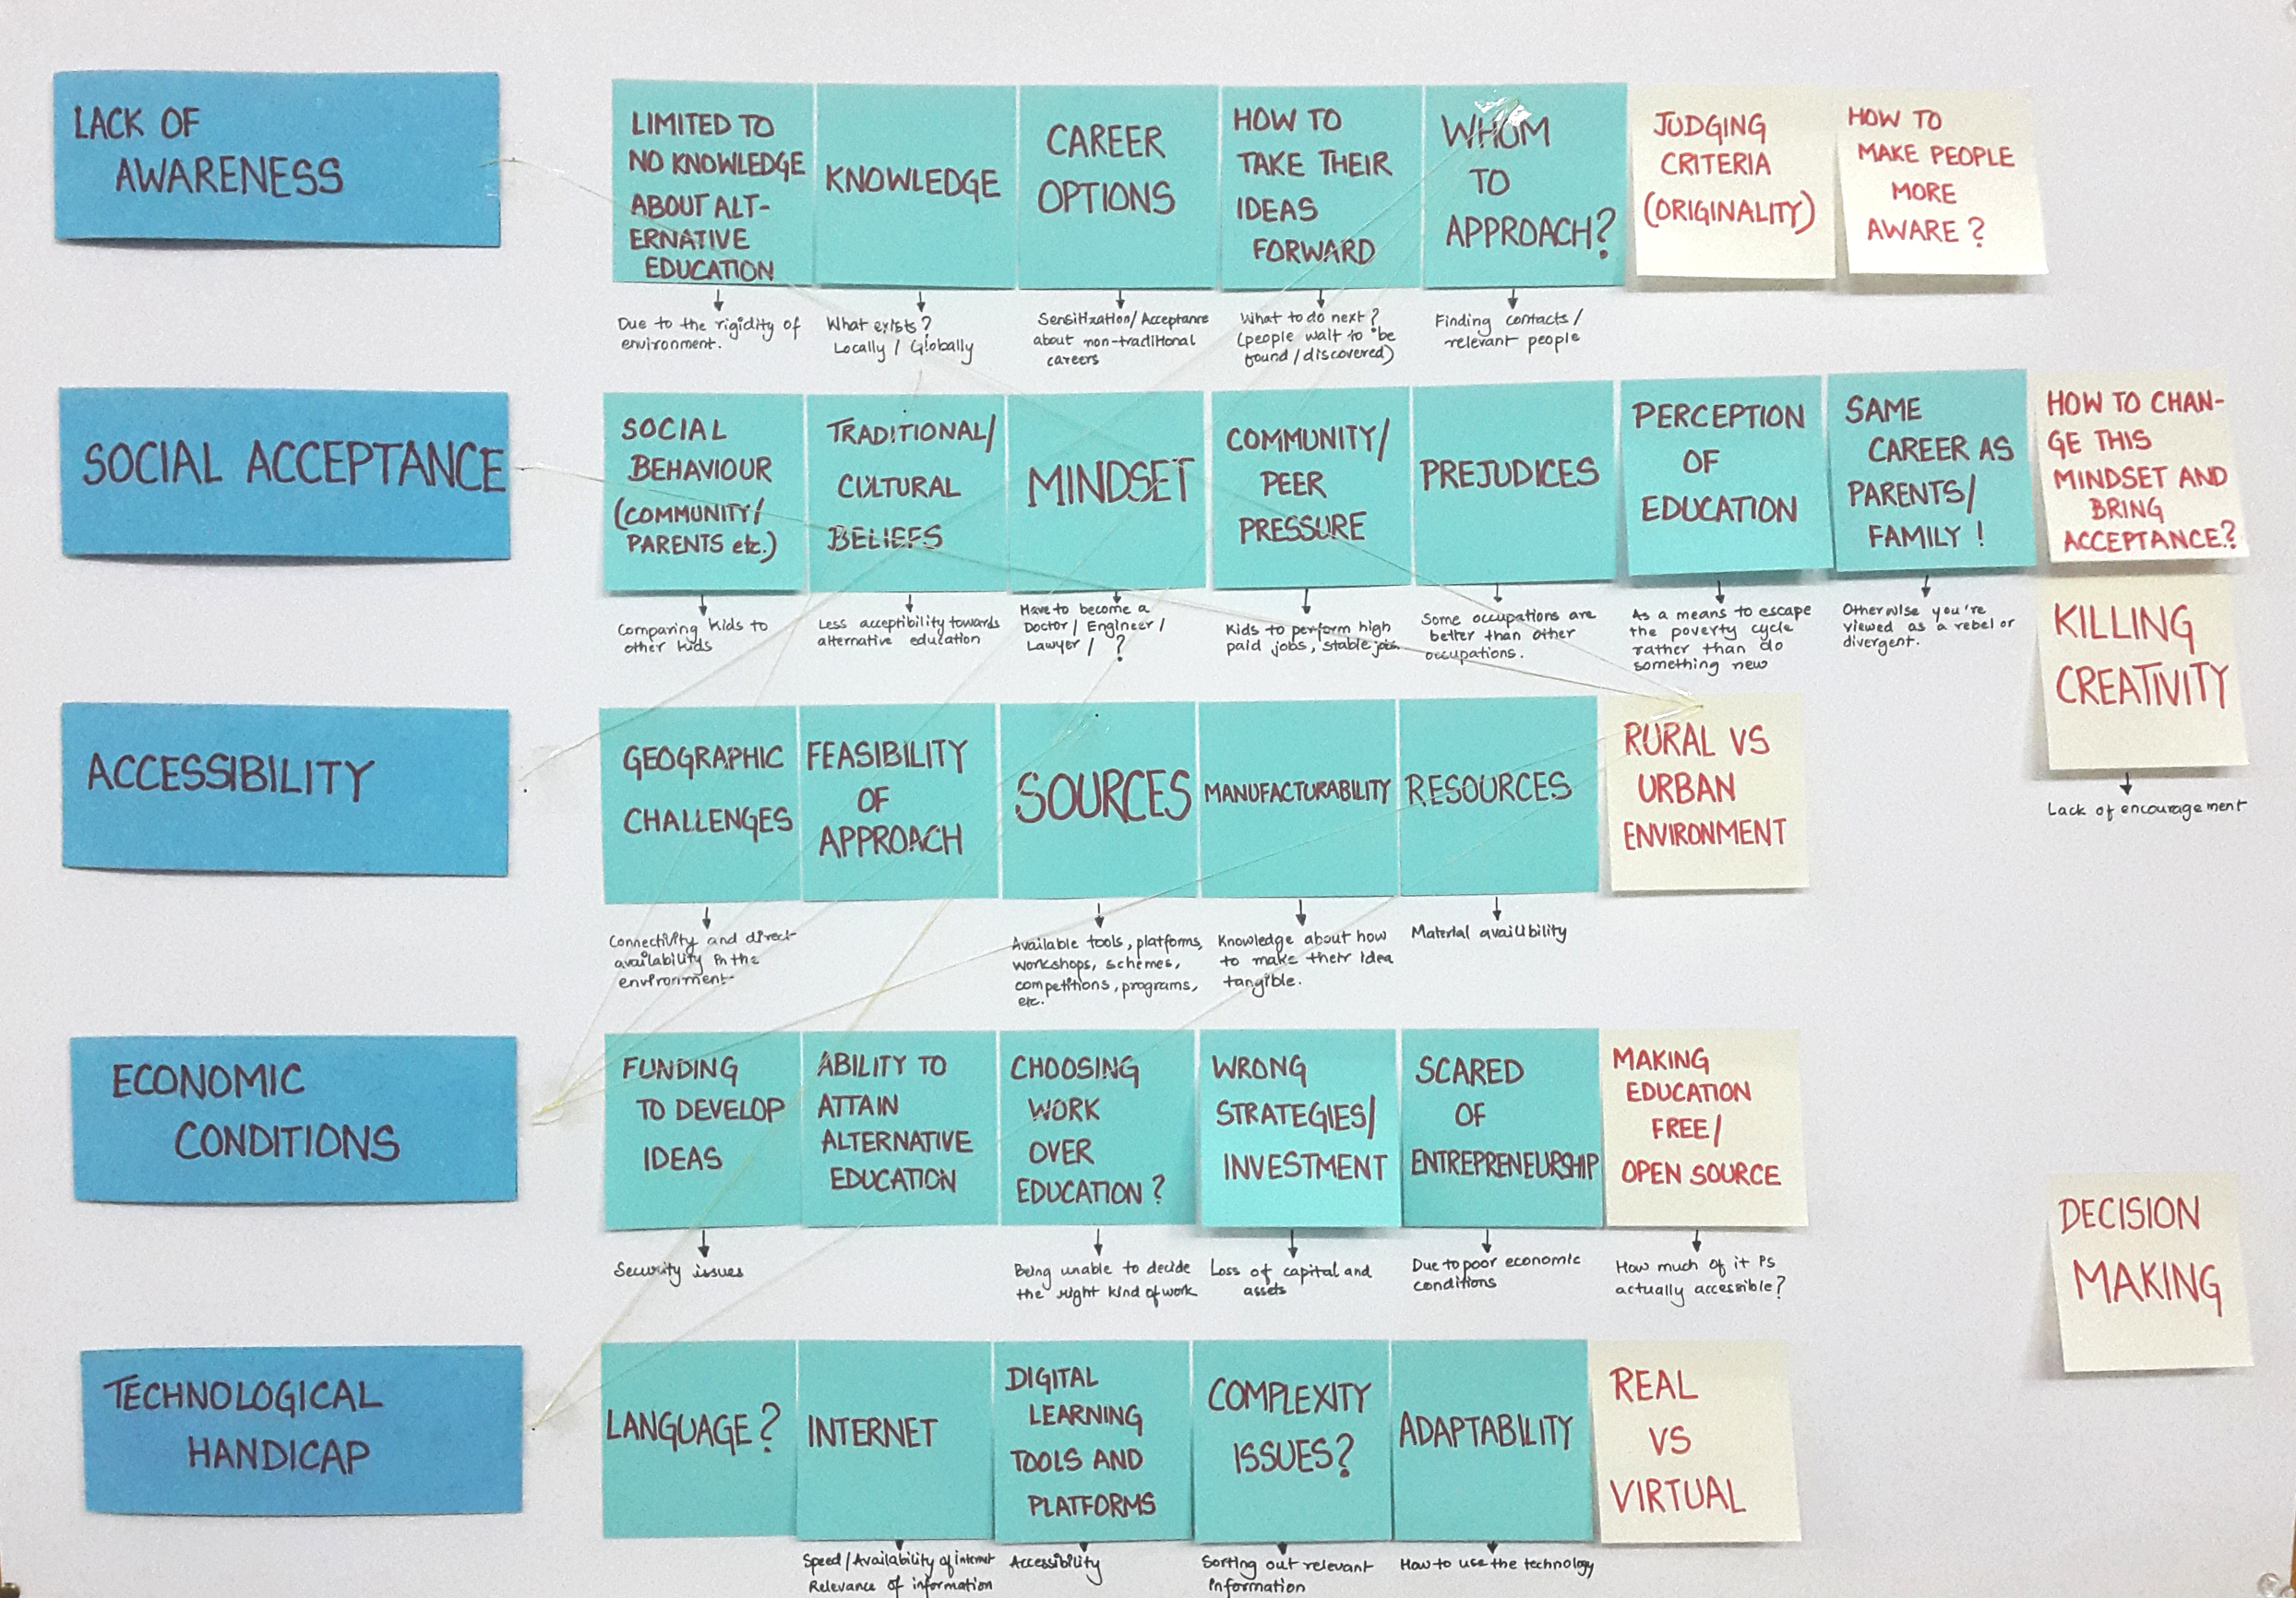 LACK OF
AWARENESS
LIMITED TO
NO KNOWLEDGE
ABOUT ALT-
ERNATIVE
EDUCATION
Due to the rigidity of
environment.
KNOWLEDGE
What exists?
Locally / Globally
CAREER
OPTIONS
Sensitization/Acceptance
about non-traditional
careers
HOW TO
TAKE THEIR
IDEAS
FORWARD
What to do next?
(people wait to be
found/discovered)
WHOM
TO
APPROACH?
Finding contacts/
relevant people
JUDGING
CRITERIA
(ORIGINALITY)
HOW TO
MAKE PEOPLE
MORE
AWARE?
SOCIAL ACCEPTANCE
SOCIAL
BEHAVIOUR
(COMMUNITY/
PARENTS etc.)
Comparing kids to
other kids
TRADITIONAL/
CULTURAL
BELIEFS
Less acceptibility towards
alternative education
MINDSET
Have to become a
Doctor / Engineer /
Lawyer / ?
COMMUNITY/
PEER
PRESSURE
Kids to perform high
paid jobs, stable jobs.
PREJUDICES
Some occupations are
better than other
occupations.
PERCEPTION
OF
EDUCATION
As a means to escape
the poverty cycle
rather than do
something new
SAME
CAREER AS
PARENTS/
FAMILY!
Otherwise you're
viewed as a rebel or
divergent.
HOW TO CHAN-
GE THIS
MINDSET AND
BRING
ACCEPTANCE?
KILLING
CREATIVITY
Lack of encouragement
ACCESSIBILITY
GEOGRAPHIC
CHALLENGES
Connectivity and direct
availability in the
environment
FEASIBILITY
OF
APPROACH
SOURCES
Available tools, platforms,
workshops, schemes,
competitions, programs,
etc.
MANUFACTURABILITY
Knowledge about how
to make their idea
tangible.
RESOURCES
Material availibility
RURAL VS
URBAN
ENVIRONMENT
ECONOMIC
CONDITIONS
FUNDING
TO DEVELOP
IDEAS
Security issues
ABILITY TO
ATTAIN
ALTERNATIVE
EDUCATION
CHOOSING
WORK
OVER
EDUCATION?
Being unable to decide
the right kind of work
WRONG
STRATEGIES/
INVESTMENT
Loss of capital and
assets
SCARED
OF
ENTREPRENEURSHIP
Due to poor economic
conditions
MAKING
EDUCATION
FREE/
OPEN SOURCE
How much of it is
actually accessible?
DECISION
MAKING
TECHNOLOGICAL
HANDICAP
LANGUAGE?
INTERNET
Speed/Availability of internet
Relevance of information
DIGITAL
LEARNING
TOOLS AND
PLATFORMS
Accessibility
COMPLEXITY
ISSUES?
Sorting out relevant
information
ADAPTABILITY
How to use the technology
REAL
VS
VIRTUAL